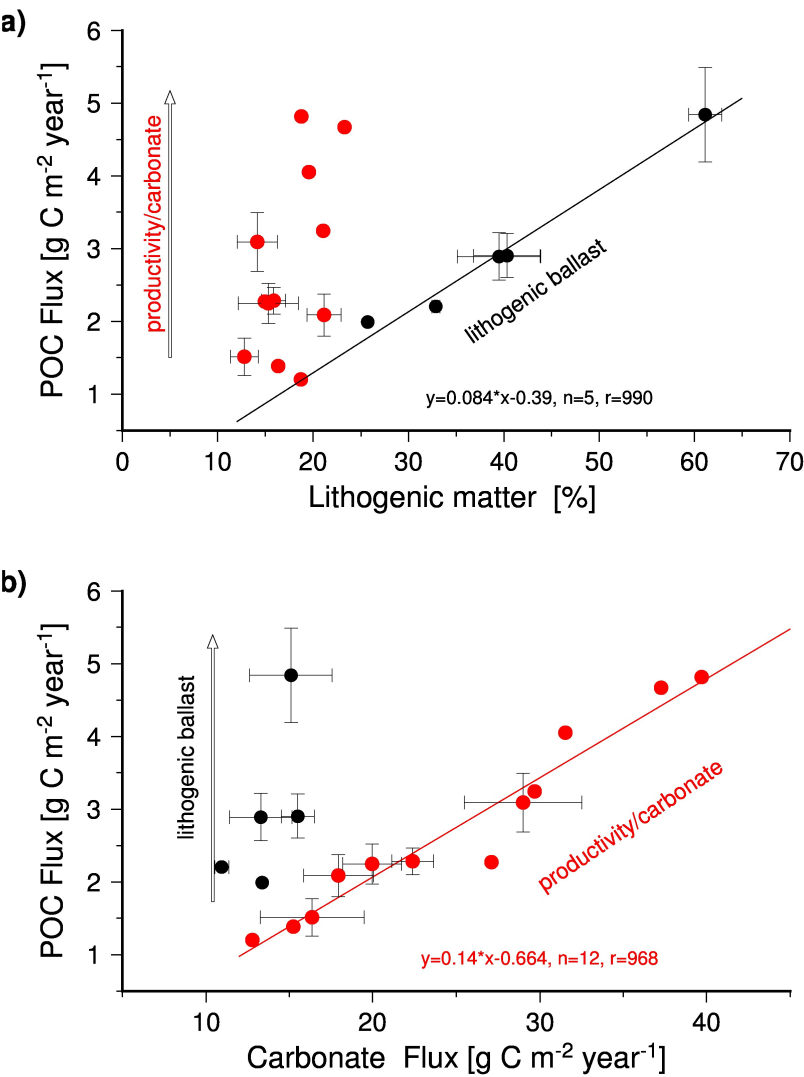 a)
6
5
4
3
2
1
POC Flux [g C m⁻² year⁻¹]
productivity/carbonate
lithogenic ballast
y=0.084*x-0.39, n=5, r=990
0 10 20 30 40 50 60 70
Lithogenic matter [%]
b)
6
5
4
3
2
1
POC Flux [g C m⁻² year⁻¹]
lithogenic ballast
productivity/carbonate
y=0.14*x-0.664, n=12, r=968
10 20 30 40
Carbonate Flux [g C m⁻² year⁻¹]